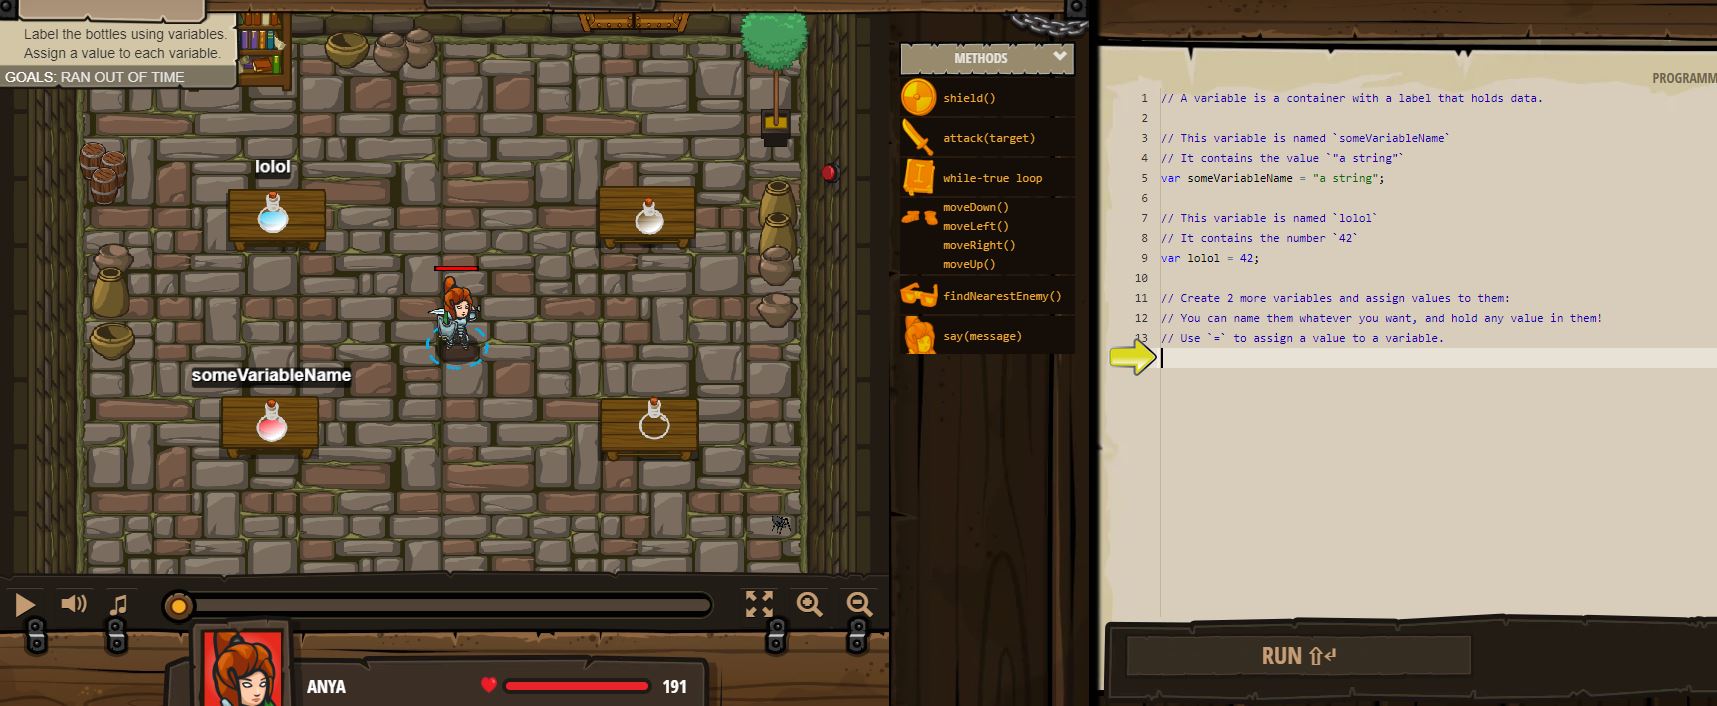 Label the bottles using variables.
Assign a value to each variable.
GOALS: RAN OUT OF TIME
lolol
someVariableName
ANYA
191
METHODS
shield()
attack(target)
while-true loop
moveDown()
moveLeft()
moveRight()
moveUp()
findNearestEnemy()
say(message)
PROGRAMM
1 // A variable is a container with a label that holds data.
2
3 // This variable is named `someVariableName`
4 // It contains the value `"a string"`
5 var someVariableName = "a string";
6
7 // This variable is named `lolol`
8 // It contains the number `42`
9 var lolol = 42;
10
11 // Create 2 more variables and assign values to them:
12 // You can name them whatever you want, and hold any value in them!
13 // Use `=` to assign a value to a variable.
RUN ⇧↵